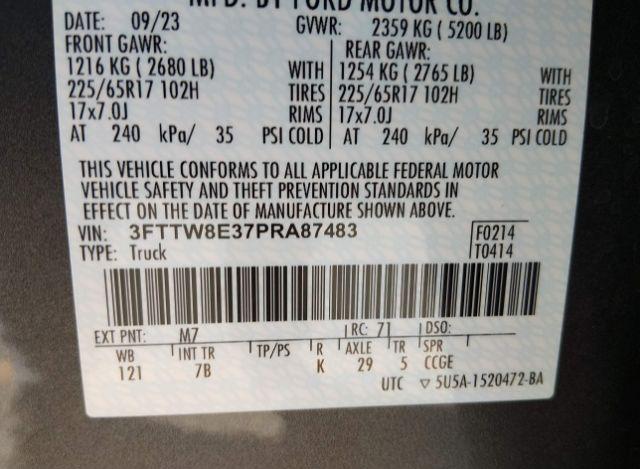 MFD. BY FORD MOTOR CO.
DATE: 09/23 GVWR: 2359 KG ( 5200 LB)
FRONT GAWR: REAR GAWR:
1216 KG ( 2680 LB) WITH 1254 KG ( 2765 LB) WITH
225/65R17 102H TIRES 225/65R17 102H TIRES
17x7.0J RIMS 17x7.0J RIMS
AT 240 kPa/ 35 PSI COLD AT 240 kPa/ 35 PSI COLD
THIS VEHICLE CONFORMS TO ALL APPLICABLE FEDERAL MOTOR
VEHICLE SAFETY AND THEFT PREVENTION STANDARDS IN
EFFECT ON THE DATE OF MANUFACTURE SHOWN ABOVE.
VIN: 3FTTW8E37PRA87483 F0214
TYPE: Truck T0414
EXT PNT: M7 RC: 71 DSO:
WB INT TR TP/PS R AXLE TR SPR
121 7B K 29 5 CCGE
UTC ▽ 5U5A-1520472-BA